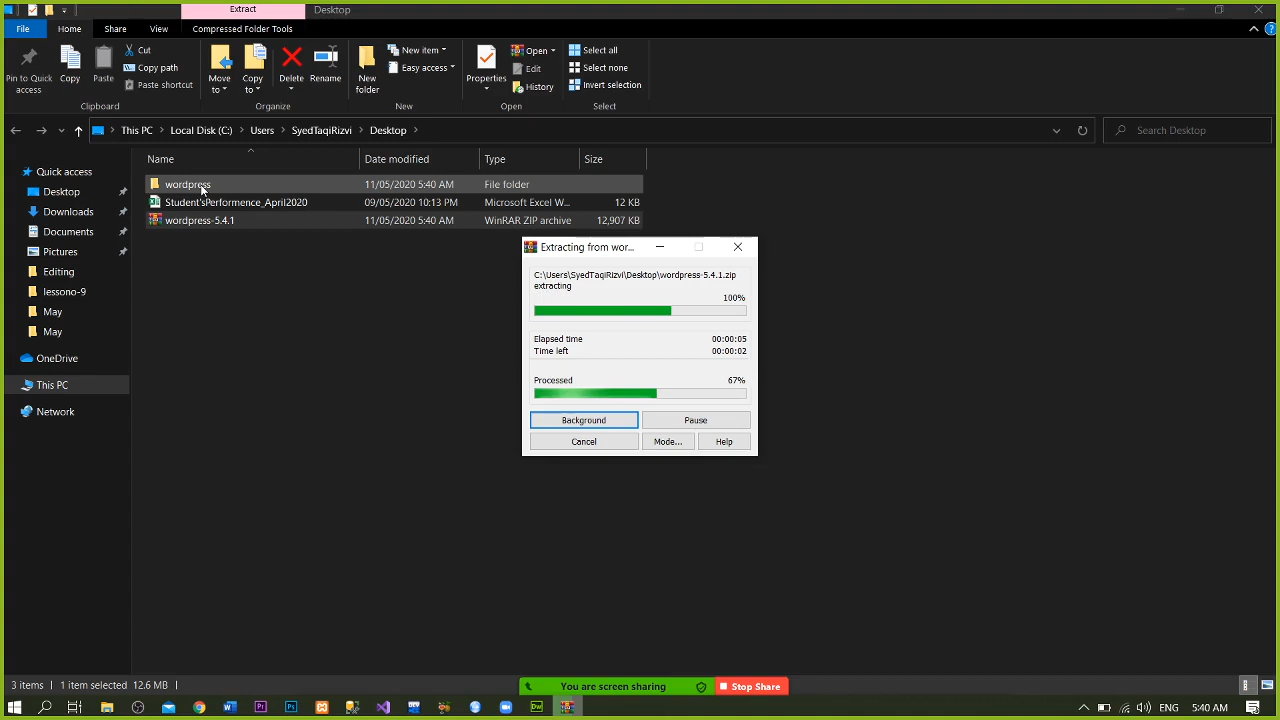 Extract
Desktop
File
Home
Share
View
Compressed Folder Tools
Pin to Quick access
Copy
Paste
Cut
Copy path
Paste shortcut
Clipboard
Move to
Copy to
Delete
Rename
Organize
New folder
New item
Easy access
New
Properties
Open
Edit
History
Open
Select all
Select none
Invert selection
Select
This PC > Local Disk (C:) > Users > SyedTaqiRizvi > Desktop >
Search Desktop
Name
Date modified
Type
Size
wordpress 11/05/2020 5:40 AM File folder
Student'sPerformence_April2020 09/05/2020 10:13 PM Microsoft Excel W... 12 KB
wordpress-5.4.1 11/05/2020 5:40 AM WinRAR ZIP archive 12,907 KB
Quick access
Desktop
Downloads
Documents
Pictures
Editing
lessono-9
May
May
OneDrive
This PC
Network
Extracting from wor...
C:\Users\SyedTaqiRizvi\Desktop\wordpress-5.4.1.zip
extracting
100%
Elapsed time 00:00:05
Time left 00:00:02
Processed 67%
Background
Pause
Cancel
Mode...
Help
3 items
1 item selected 12.6 MB
You are screen sharing
Stop Share
W
Pr
Ps
DEV
Dw
ENG
5:40 AM